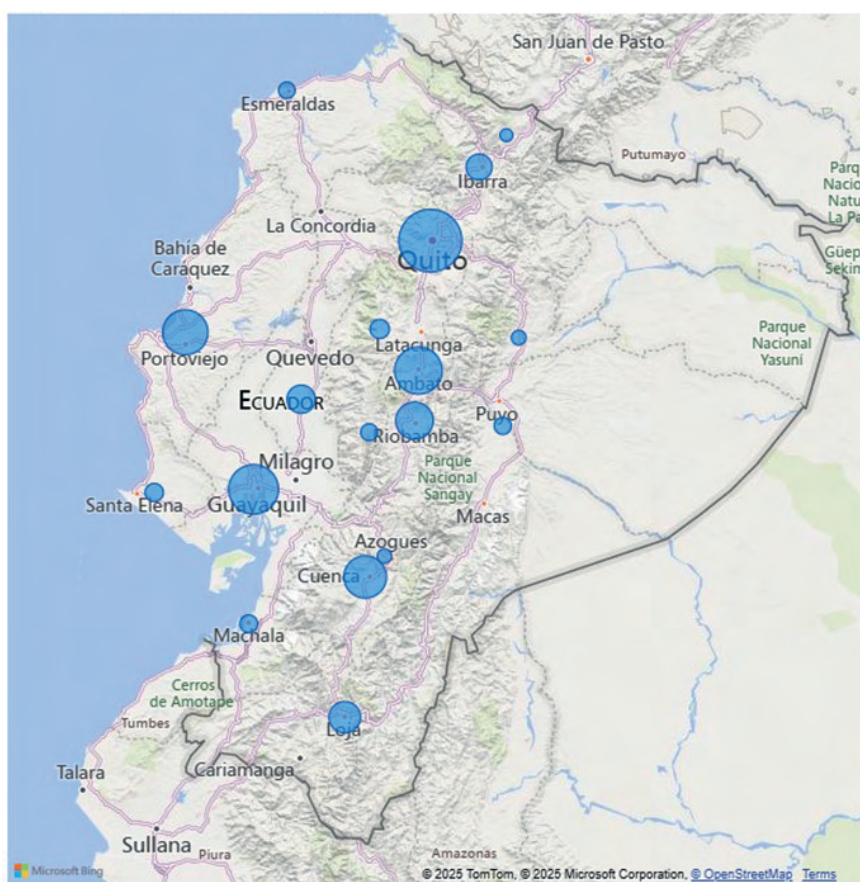 San Juan de Pasto
Esmeraldas
Putumayo
Ibarra
Parq
Nacion
Natu
La Pa
La Concordia
Bahía de
Caráquez
Quito
Güep
Sekim
Parque
Nacional
Yasuní
Latacunga
Portoviejo
Quevedo
Ambato
ECUADOR
Puyo
Riobamba
Milagro
Parque
Nacional
Sangay
Santa Elena
Guayaquil
Macas
Azogues
Cuenca
Machala
Cerros
de Amotape
Tumbes
Loja
Talara
Cariamanga
Sullana
Piura
Amazonas
Microsoft Bing
© 2025 TomTom, © 2025 Microsoft Corporation, © OpenStreetMap Terms